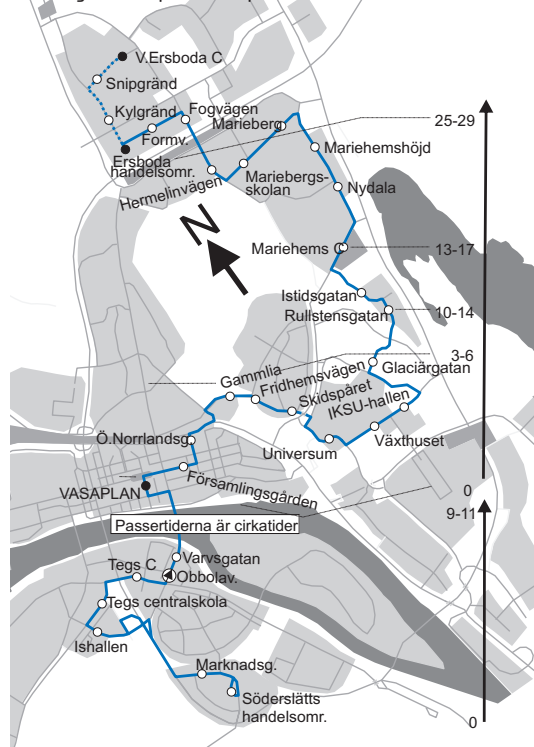 V.Ersboda C
Snipgränd
Kylgränd
Fogvägen
Formv.
Marieberg
25-29
Ersboda
handelsomr.
Mariehemshöjd
Mariebergs-
skolan
Hermelinvägen
Nydala
N
Mariehems C
13-17
Istidsgatan
Rullstensgatan
10-14
3-6
Glaciärgatan
Gammlia
Fridhemsvägen
Skidspåret
IKSU-hallen
Ö.Norrlandsg.
Universum
Växthuset
VASAPLAN
Församlingsgården
0
9-11
Passertiderna är cirkatider
Varvsgatan
Tegs C
Obbolav.
Tegs centralskola
Ishallen
Marknadsg.
Söderslätts
handelsomr.
0